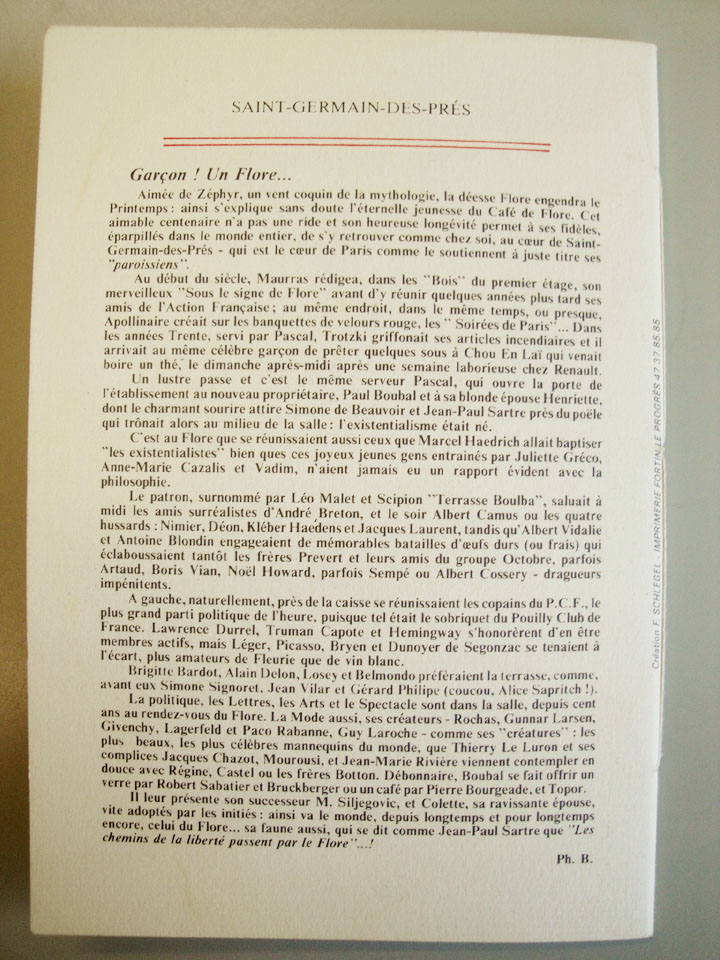 SAINT-GERMAIN-DES-PRÉS
Garçon ! Un Flore...
Aimée de Zéphyr, un vent coquin de la mythologie, la déesse Flore engendra le
Printemps : ainsi s'explique sans doute l'éternelle jeunesse du Café de Flore. Cet
aimable centenaire n'a pas une ride et son heureuse longévité permet à ses fidèles,
éparpillés dans le monde entier, de s'y retrouver comme chez soi, au cœur de Saint-
Germain-des-Prés - qui est le cœur de Paris comme le soutiennent à juste titre ses
"paroissiens".
Au début du siècle, Maurras rédigea, dans les "Bois" du premier étage, son
merveilleux "Sous le signe de Flore" avant d'y réunir quelques années plus tard ses
amis de l'Action Française ; au même endroit, dans le même temps, ou presque,
Apollinaire créait sur les banquettes de velours rouge, les " Soirées de Paris"... Dans
les années Trente, servi par Pascal, Trotzki griffonait ses articles incendiaires et il
arrivait au même célèbre garçon de prêter quelques sous à Chou En Laï qui venait
boire un thé, le dimanche après-midi après une semaine laborieuse chez Renault.
Un lustre passe et c'est le même serveur Pascal, qui ouvre la porte de
l'établissement au nouveau propriétaire, Paul Boubal et à sa blonde épouse Henriette,
dont le charmant sourire attire Simone de Beauvoir et Jean-Paul Sartre près du poële
qui trônait alors au milieu de la salle : l'existentialisme était né.
C'est au Flore que se réunissaient aussi ceux que Marcel Haedrich allait baptiser
"les existentialistes" bien que ces joyeux jeunes gens entrainés par Juliette Gréco,
Anne-Marie Cazalis et Vadim, n'aient jamais eu un rapport évident avec la
philosophie.
Le patron, surnommé par Léo Malet et Scipion "Terrasse Boulba", saluait à
midi les amis surréalistes d'André Breton, et le soir Albert Camus ou les quatre
hussards : Nimier, Déon, Kléber Haedens et Jacques Laurent, tandis qu'Albert Vidalie
et Antoine Blondin engageaient de mémorables batailles d'œufs durs (ou frais) qui
éclaboussaient tantôt les frères Prevert et leurs amis du groupe Octobre, parfois
Artaud, Boris Vian, Noël Howard, parfois Sempé ou Albert Cossery - dragueurs
impénitents.
A gauche, naturellement, près de la caisse se réunissaient les copains du P.C.F., le
plus grand parti politique de l'heure, puisque tel était le sobriquet du Pouilly Club de
France. Lawrence Durrel, Truman Capote et Hemingway s'honorèrent d'en être
membres actifs, mais Léger, Picasso, Bryen et Dunoyer de Segonzac se tenaient à
l'écart, plus amateurs de Fleurie que de vin blanc.
Brigitte Bardot, Alain Delon, Losey et Belmondo préfèraient la terrasse, comme,
avant eux Simone Signoret, Jean Vilar et Gérard Philipe (coucou, Alice Sapritch !).
La politique, les Lettres, les Arts et le Spectacle sont dans la salle, depuis cent
ans au rendez-vous du Flore. La Mode aussi, ses créateurs - Rochas, Gunnar Larsen,
Givenchy, Lagerfeld et Paco Rabanne, Guy Laroche - comme ses "créatures" : les
plus beaux, les plus célèbres mannequins du monde, que Thierry Le Luron et ses
complices Jacques Chazot, Mourousi, et Jean-Marie Rivière viennent contempler en
douce avec Régine, Castel ou les frères Botton. Débonnaire, Boubal se fait offrir un
verre par Robert Sabatier et Bruckberger ou un café par Pierre Bourgeade, et Topor.
Il leur présente son successeur M. Siljegovic, et Colette, sa ravissante épouse,
vite adoptés par les initiés : ainsi va le monde, depuis longtemps et pour longtemps
encore, celui du Flore... sa faune aussi, qui se dit comme Jean-Paul Sartre que "Les
chemins de la liberté passent par le Flore"...!
Ph. B.
Création F. SCHLEGEL - IMPRIMERIE FORTIN LE PROGRÈS 47.37.85.85